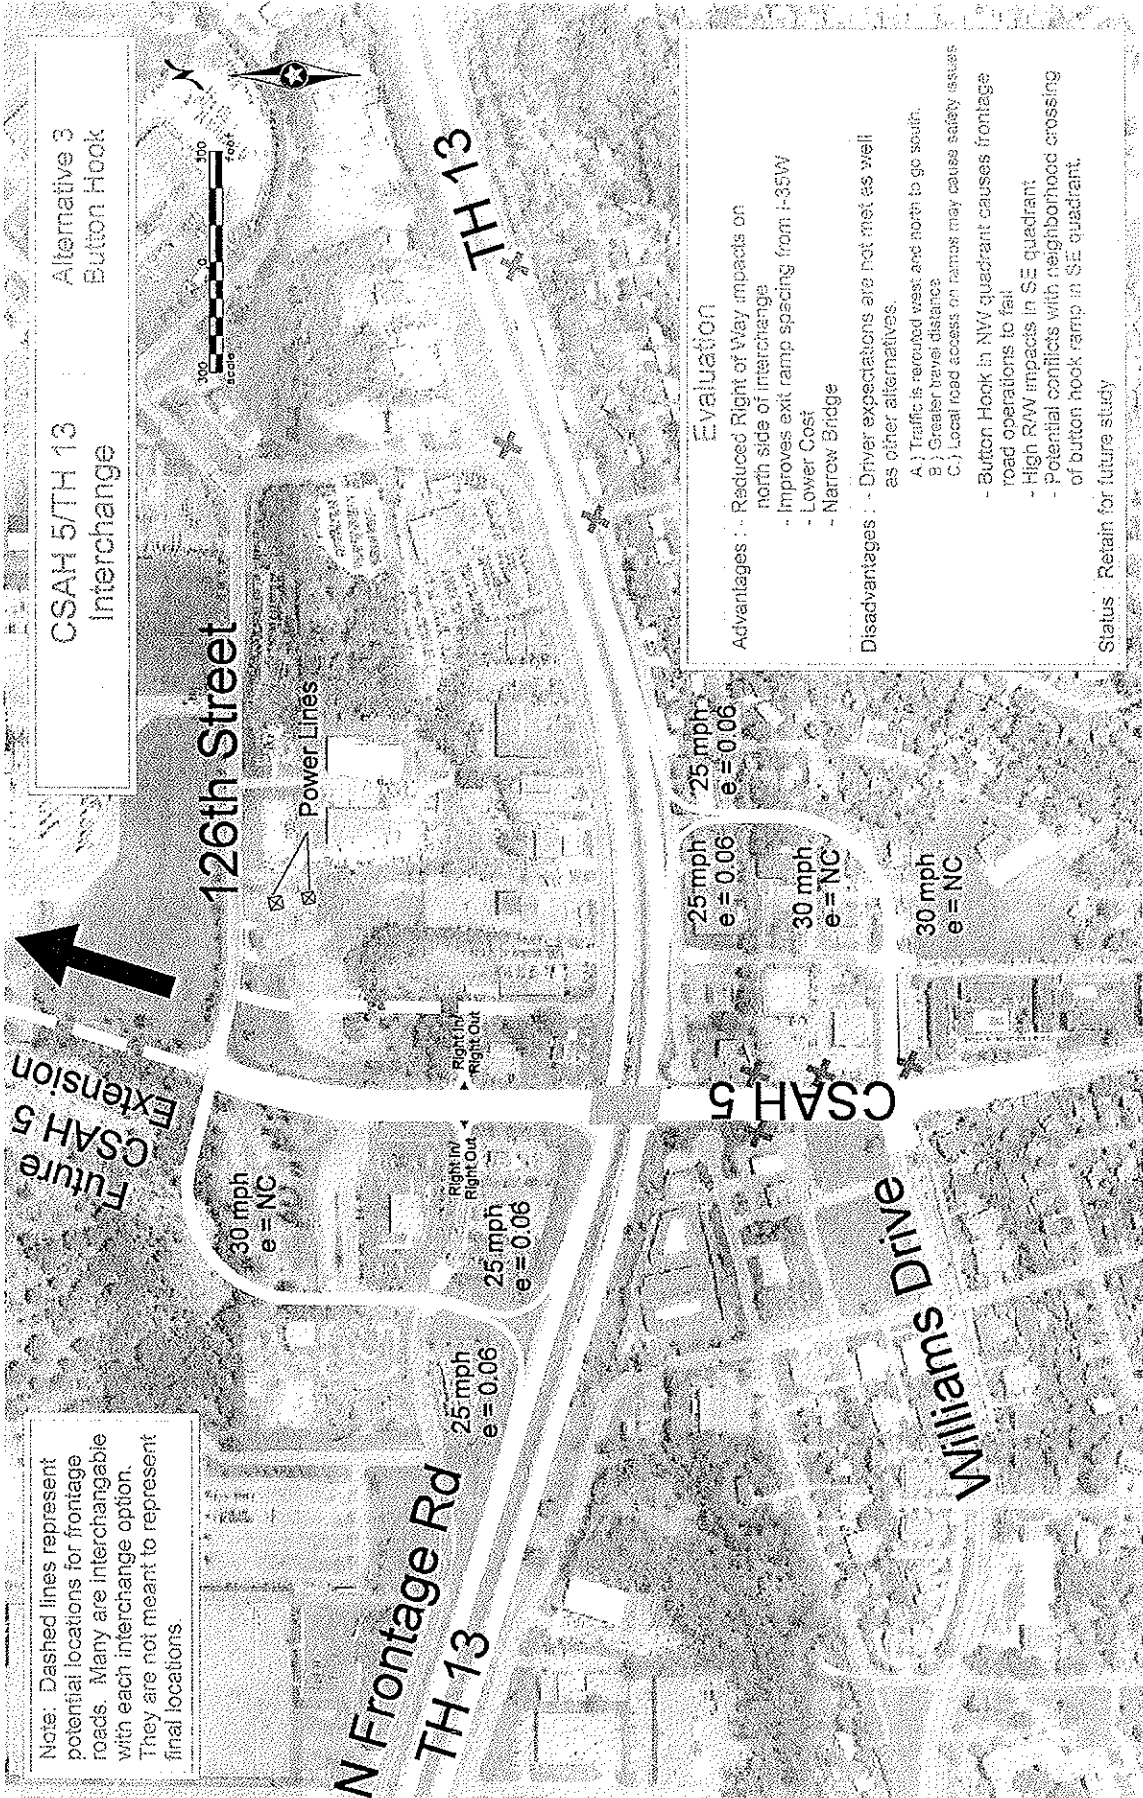 CSAH 5/TH 13
Interchange
Alternative 3
Button Hook
N
300
scale
0
300
feet
Note: Dashed lines represent
potential locations for frontage
roads. Many are interchangable
with each interchange option.
They are not meant to represent
final locations.
Future
CSAH 5
Extension
126th Street
Power Lines
30 mph
e = NC
Right In/
Right Out
Right In/
Right Out
25 mph
e = 0.06
25 mph
e = 0.06
N Frontage Rd
TH 13
TH 13
25 mph
e = 0.06
25 mph
e = 0.06
30 mph
e = NC
30 mph
e = NC
CSAH 5
Williams Drive
Evaluation
Advantages : - Reduced Right of Way impacts on
north side of interchange
- Improves exit ramp spacing from I-35W
- Lower Cost
- Narrow Bridge
Disadvantages : - Driver expectations are not met as well
as other alternatives.
A.) Traffic is rerouted west and north to go south.
B.) Greater travel distance
C.) Local road access on ramps may cause safety issues
- Button Hook in NW quadrant causes frontage
road operations to fail
- High R/W impacts in SE quadrant
- Potential conflicts with neighborhood crossing
of button hook ramp in SE quadrant.
Status : Retain for future study